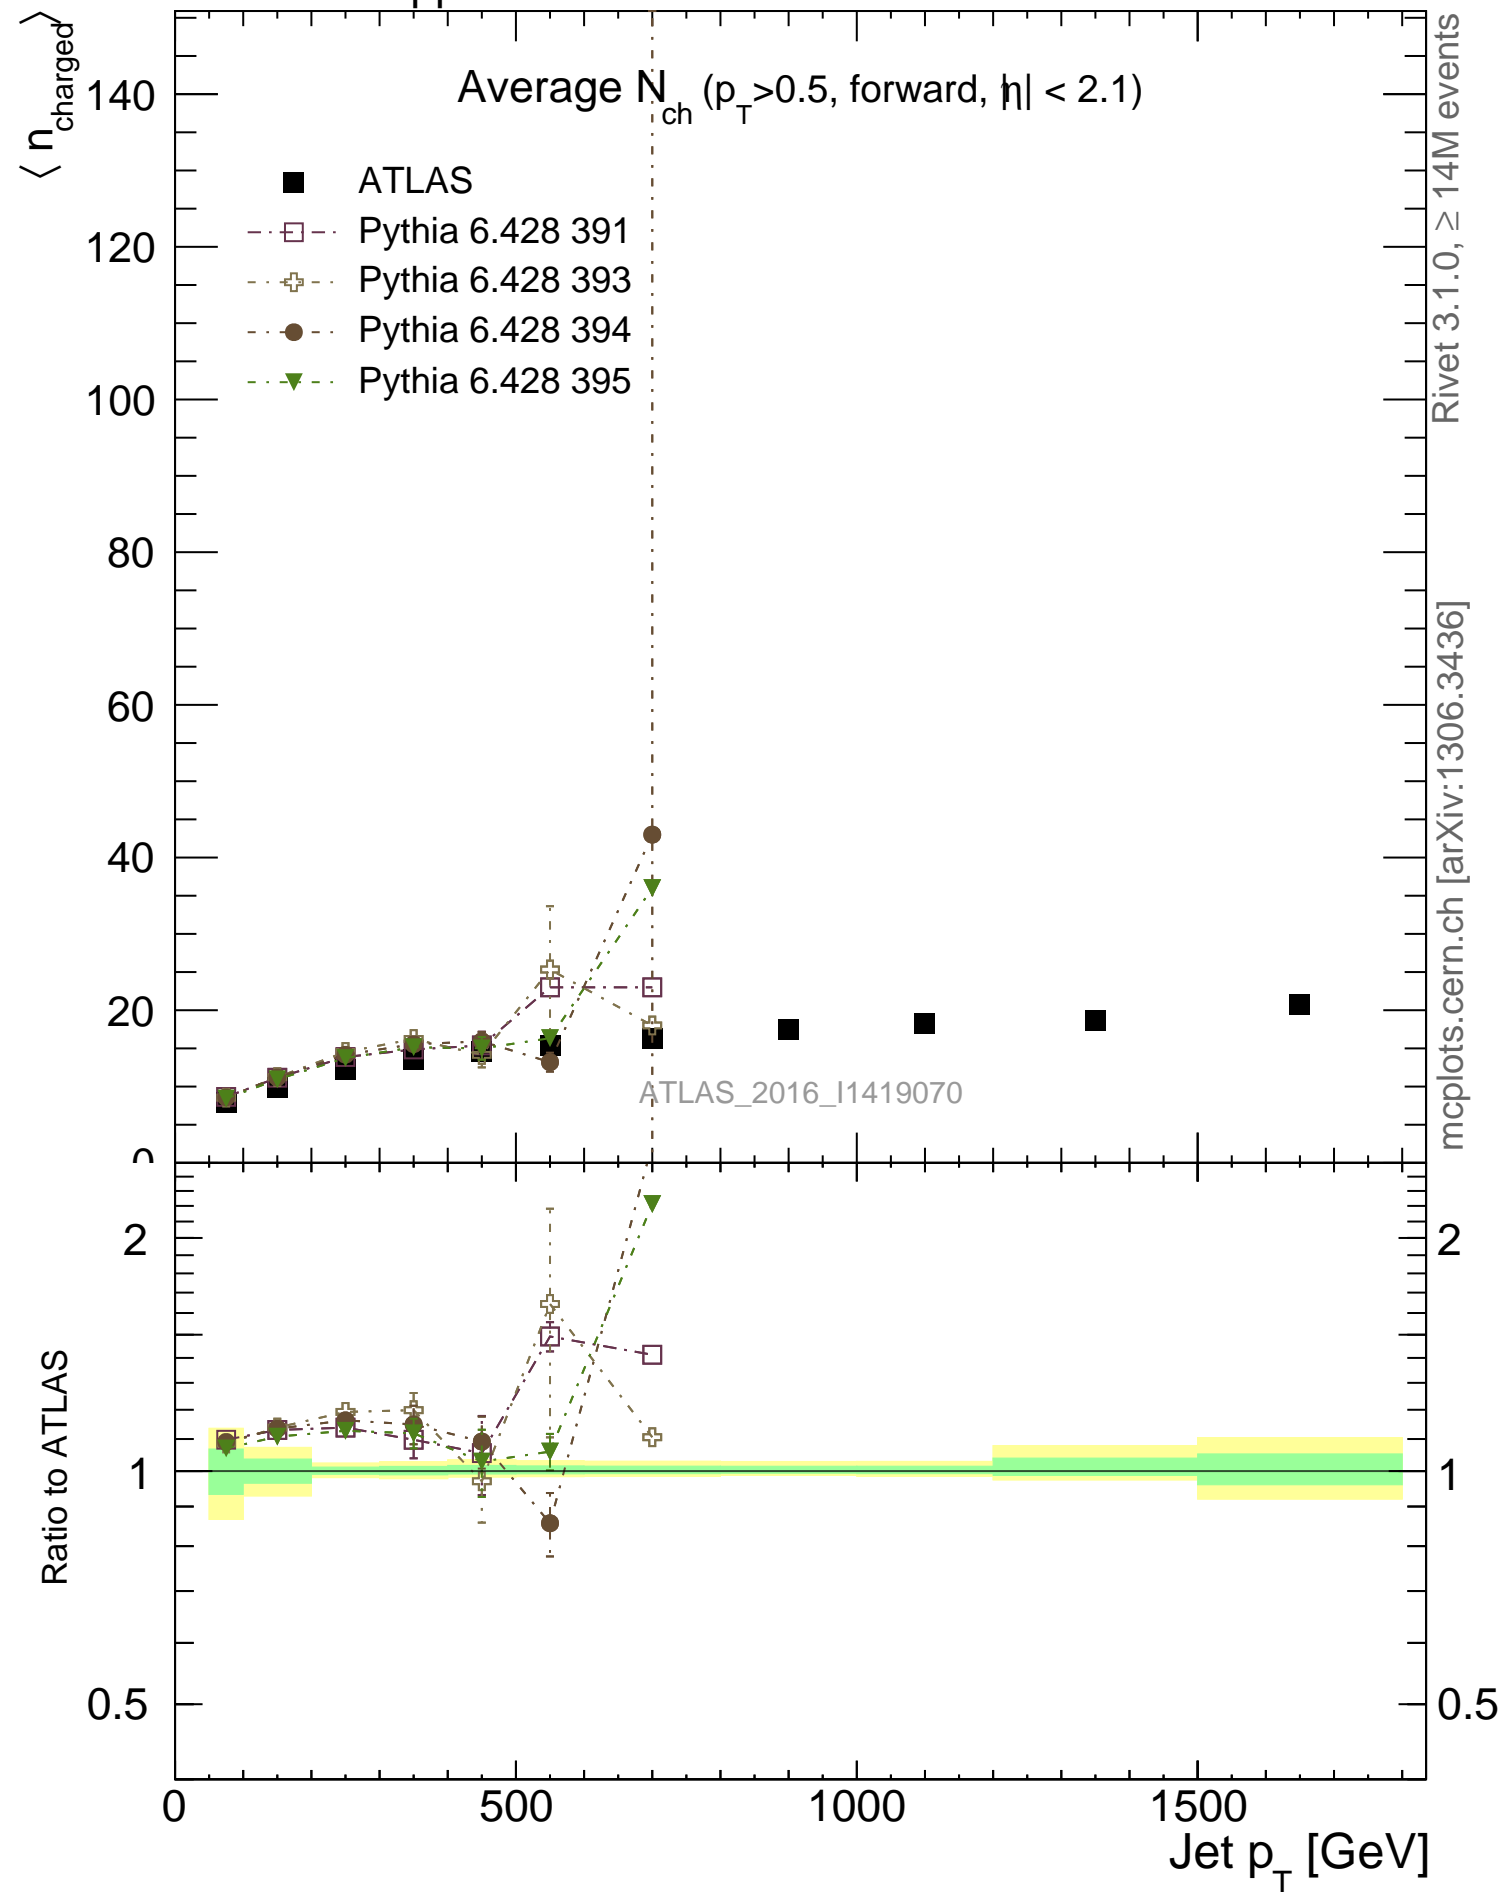 ⟨ n_charged ⟩
Average N_ch (p_T>0.5, forward, |η| < 2.1)
ATLAS
Pythia 6.428 391
Pythia 6.428 393
Pythia 6.428 394
Pythia 6.428 395
140
120
100
80
60
40
20
0
ATLAS_2016_I1419070
Rivet 3.1.0, ≥ 14M events
mcplots.cern.ch [arXiv:1306.3436]
Ratio to ATLAS
2
1
0.5
2
1
0.5
0
500
1000
1500
Jet p_T [GeV]